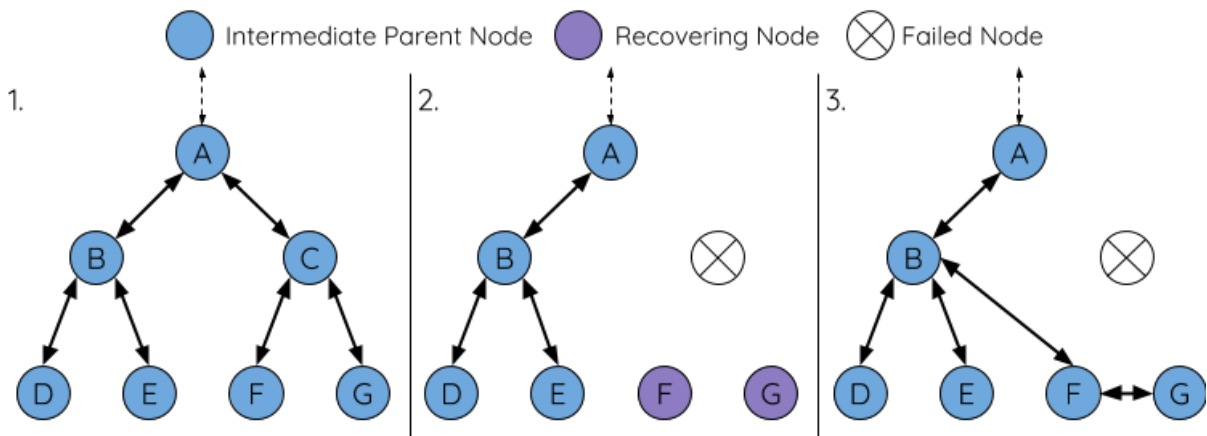 Intermediate Parent Node Recovering Node Failed Node
1. 2. 3.
A A A
B C B B
D E F G D E F G D E F G